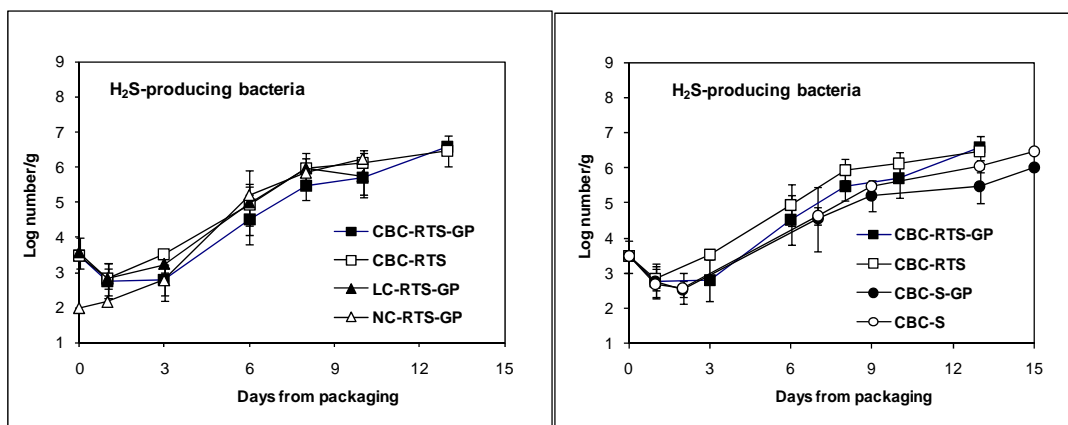 9
8
7
6
5
4
3
2
1
Log number/g
H₂S-producing bacteria
CBC-RTS-GP
CBC-RTS
LC-RTS-GP
NC-RTS-GP
0 3 6 9 12 15
Days from packaging
9
8
7
6
5
4
3
2
1
Log number/g
H₂S-producing bacteria
CBC-RTS-GP
CBC-RTS
CBC-S-GP
CBC-S
0 3 6 9 12 15
Days from packaging